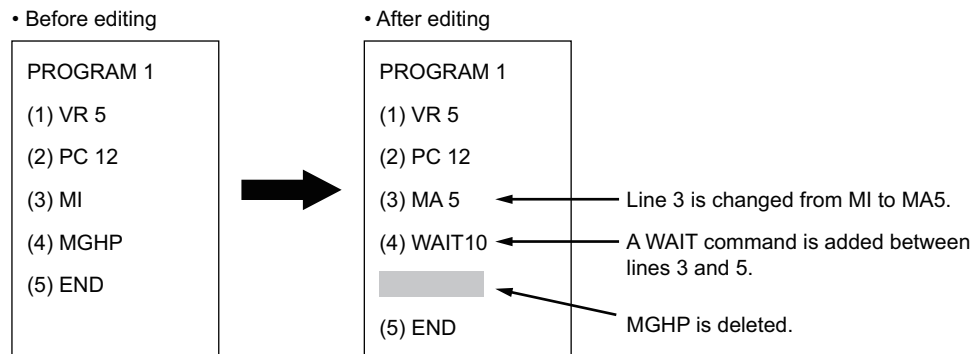 • Before editing
PROGRAM 1
(1) VR 5
(2) PC 12
(3) MI
(4) MGHP
(5) END
• After editing
PROGRAM 1
(1) VR 5
(2) PC 12
(3) MA 5
(4) WAIT10
(5) END
Line 3 is changed from MI to MA5.
A WAIT command is added between
lines 3 and 5.
MGHP is deleted.